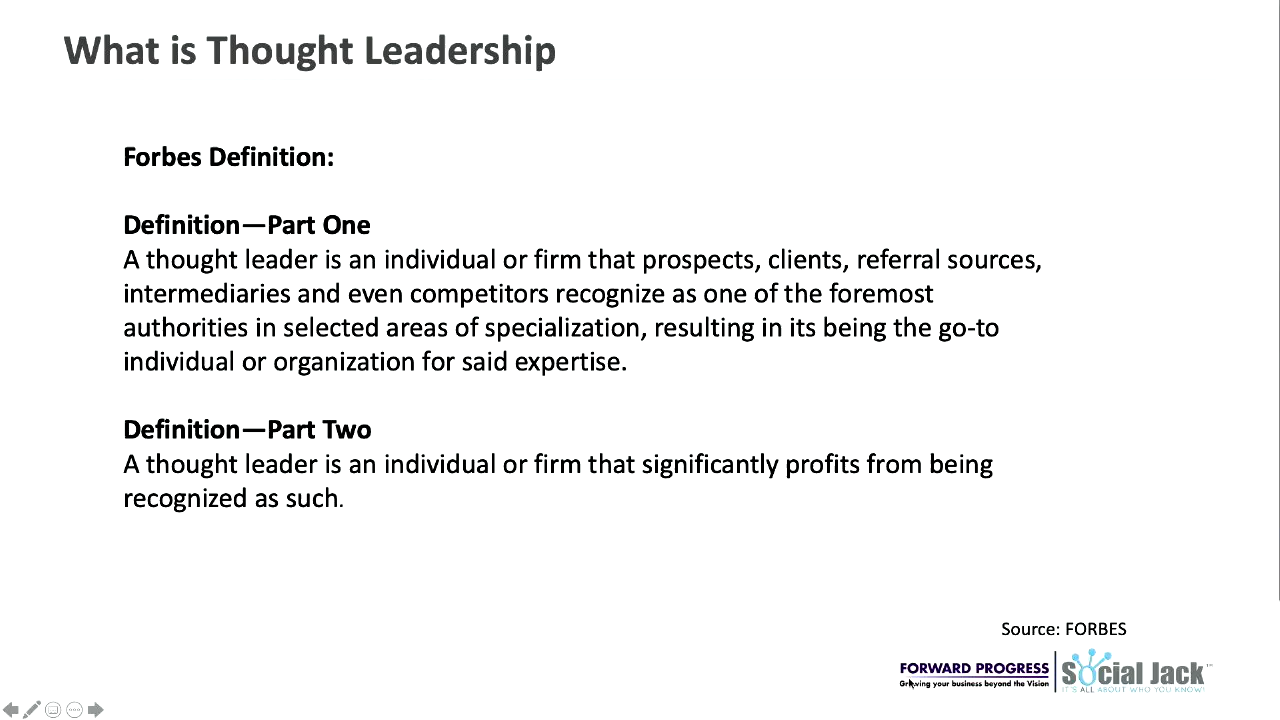 What is Thought Leadership
Forbes Definition:
Definition—Part One
A thought leader is an individual or firm that prospects, clients, referral sources,
intermediaries and even competitors recognize as one of the foremost
authorities in selected areas of specialization, resulting in its being the go-to
individual or organization for said expertise.
Definition—Part Two
A thought leader is an individual or firm that significantly profits from being
recognized as such.
Source: FORBES
FORWARD PROGRESS
Growing your business beyond the Vision
Social Jack™
IT'S ALL ABOUT WHO YOU KNOW!